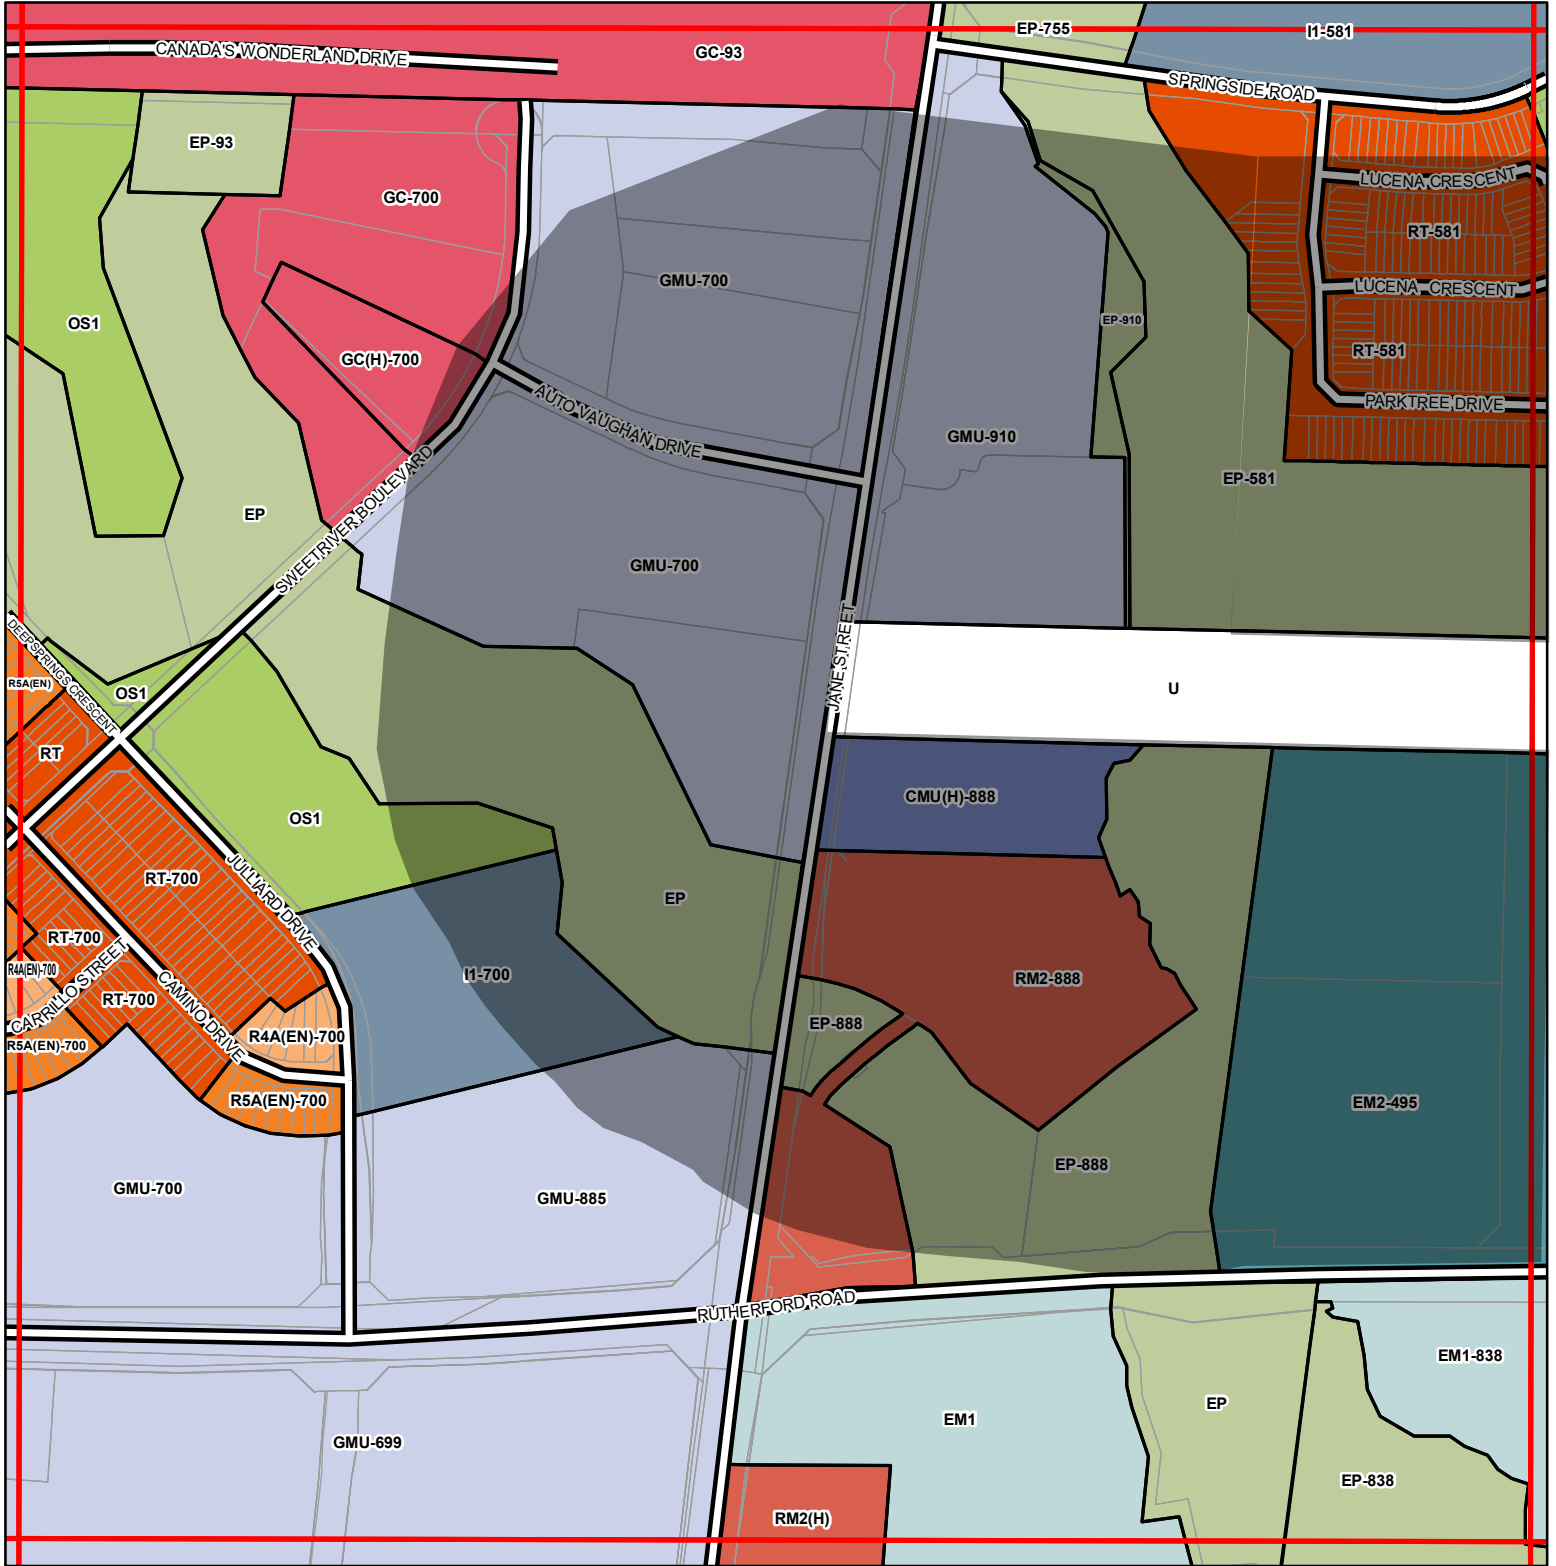 EP-755
I1-581
CANADA'S WONDERLAND DRIVE
GC-93
SPRINGSIDE ROAD
EP-93
LUCENA CRESCENT
GC-700
RT-581
GMU-700
LUCENA CRESCENT
OS1
EP-910
GC(H)-700
RT-581
AUTO VAUGHAN DRIVE
PARKTREE DRIVE
GMU-910
EP-581
EP
SWEETRIVER BOULEVARD
GMU-700
DEEPSPRINGS CRESCENT
JANE STREET
R5A(EN)
OS1
U
RT
CMU(H)-888
OS1
RT-700
JULLIARD DRIVE
EP
RT-700
R4A(EN)-700
I1-700
RM2-888
CARRILLO STREET
RT-700
CAMINO DRIVE
EP-888
R4A(EN)-700
R5A(EN)-700
R5A(EN)-700
EM2-495
EP-888
GMU-700
GMU-885
RUTHERFORD ROAD
EM1-838
EP
EM1
GMU-699
EP-838
RM2(H)